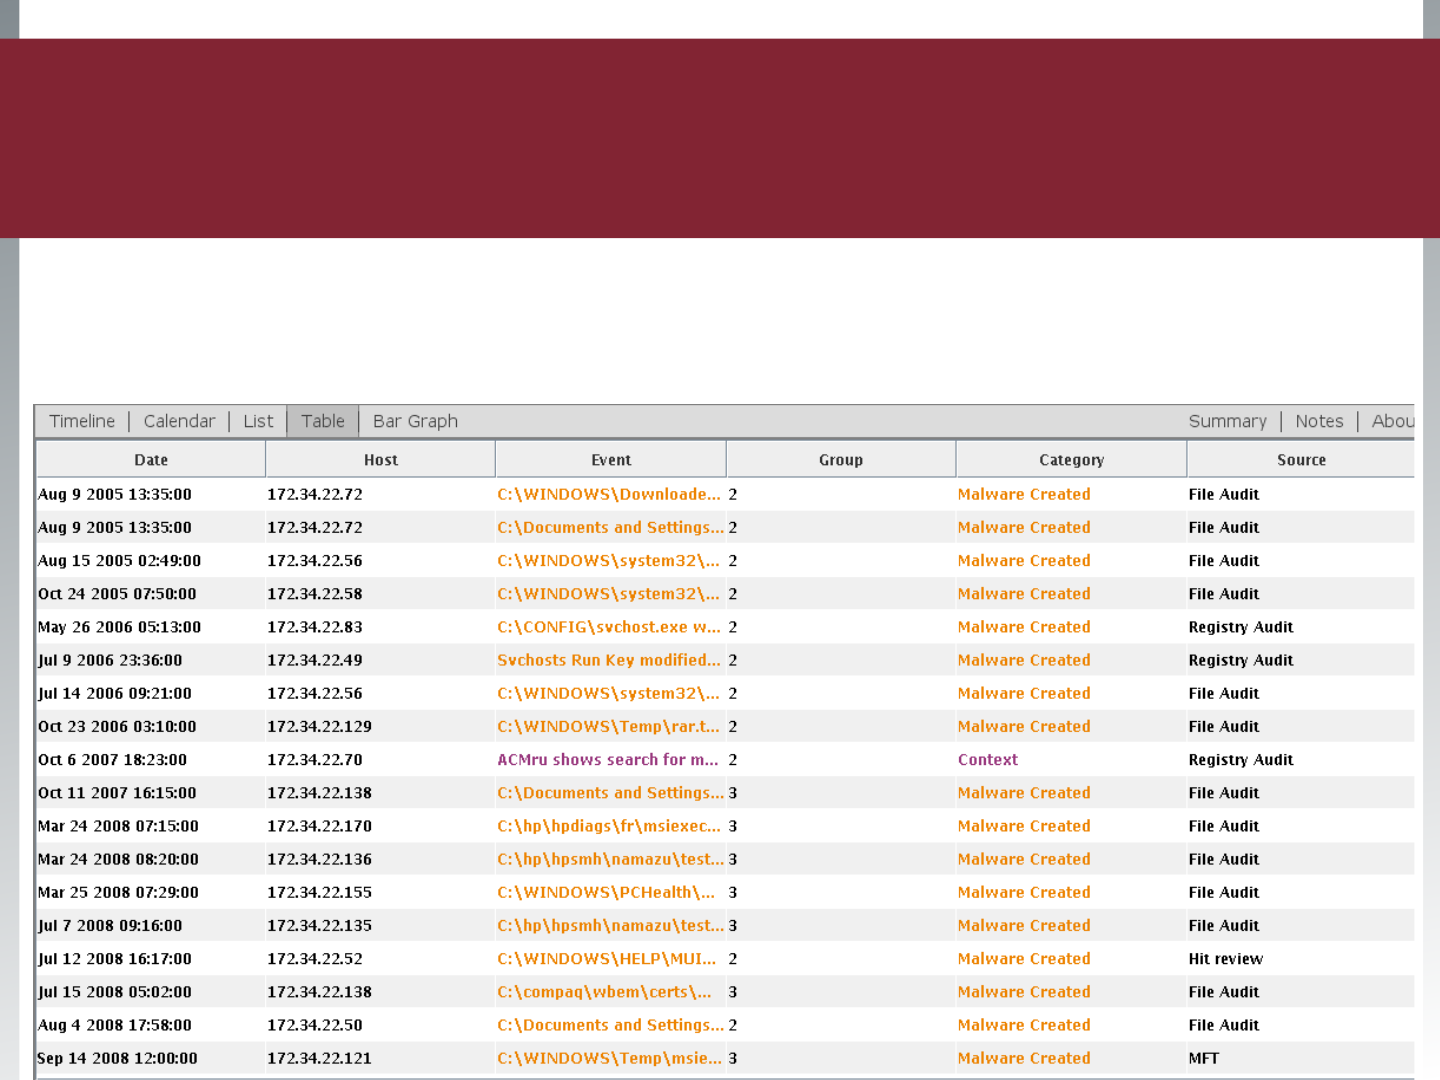 Timeline | Calendar | List | Table | Bar Graph Summary | Notes | Abou
Date Host Event Group Category Source
Aug 9 2005 13:35:00 172.34.22.72 C:\WINDOWS\Downloade... 2 Malware Created File Audit
Aug 9 2005 13:35:00 172.34.22.72 C:\Documents and Settings... 2 Malware Created File Audit
Aug 15 2005 02:49:00 172.34.22.56 C:\WINDOWS\system32\... 2 Malware Created File Audit
Oct 24 2005 07:50:00 172.34.22.58 C:\WINDOWS\system32\... 2 Malware Created File Audit
May 26 2006 05:13:00 172.34.22.83 C:\CONFIG\svchost.exe w... 2 Malware Created Registry Audit
Jul 9 2006 23:36:00 172.34.22.49 Svchosts Run Key modified... 2 Malware Created Registry Audit
Jul 14 2006 09:21:00 172.34.22.56 C:\WINDOWS\system32\... 2 Malware Created File Audit
Oct 23 2006 03:10:00 172.34.22.129 C:\WINDOWS\Temp\rar.t... 2 Malware Created File Audit
Oct 6 2007 18:23:00 172.34.22.70 ACMru shows search for m... 2 Context Registry Audit
Oct 11 2007 16:15:00 172.34.22.138 C:\Documents and Settings... 3 Malware Created File Audit
Mar 24 2008 07:15:00 172.34.22.170 C:\hp\hpdiags\fr\msiexec... 3 Malware Created File Audit
Mar 24 2008 08:20:00 172.34.22.136 C:\hp\hpsmh\namazu\test... 3 Malware Created File Audit
Mar 25 2008 07:29:00 172.34.22.155 C:\WINDOWS\PCHealth\... 3 Malware Created File Audit
Jul 7 2008 09:16:00 172.34.22.135 C:\hp\hpsmh\namazu\test... 3 Malware Created File Audit
Jul 12 2008 16:17:00 172.34.22.52 C:\WINDOWS\HELP\MUI... 2 Malware Created Hit review
Jul 15 2008 05:02:00 172.34.22.138 C:\compaq\wbem\certs\... 3 Malware Created File Audit
Aug 4 2008 17:58:00 172.34.22.50 C:\Documents and Settings... 2 Malware Created File Audit
Sep 14 2008 12:00:00 172.34.22.121 C:\WINDOWS\Temp\msie... 3 Malware Created MFT